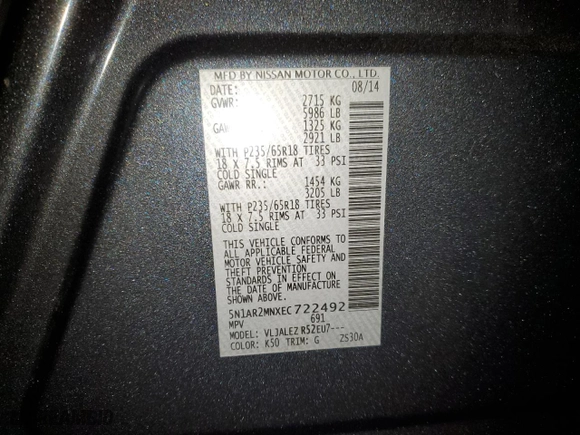 MFD BY NISSAN MOTOR CO., LTD.
DATE: 08/14
GVWR: 2715 KG
5986 LB
GAW 1325 KG
2921 LB
WITH P235/65R18 TIRES
18 X 7.5 RIMS AT 33 PSI
COLD SINGLE
GAWR RR.: 1454 KG
3205 LB
WITH P235/65R18 TIRES
18 X 7.5 RIMS AT 33 PSI
COLD SINGLE
THIS VEHICLE CONFORMS TO
ALL APPLICABLE FEDERAL
MOTOR VEHICLE SAFETY AND
THEFT PREVENTION
STANDARDS IN EFFECT ON
THE DATE OF MANUFACTURE
SHOWN ABOVE.
5N1AR2MNXEC722492
MPV 691
MODEL: VLJALEZ R52EU7---
COLOR: K50 TRIM: G ZS30A